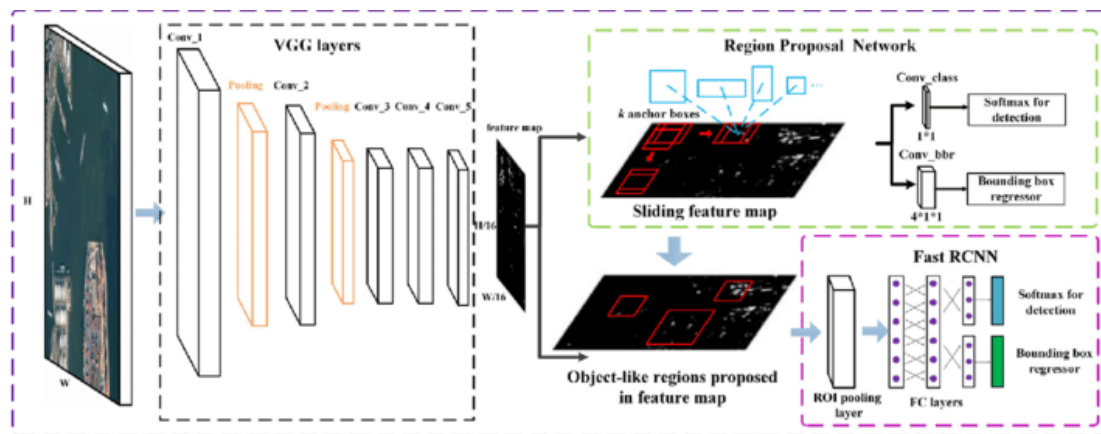 VGG layers
Conv_1
Pooling
Conv_2
Pooling
Conv_3
Conv_4
Conv_5
H
W
feature map
H/16
W/16
Region Proposal Network
k anchor boxes
...
Sliding feature map
Conv_class
1*1
Softmax for
detection
Conv_bbr
4*1*1
Bounding box
regressor
Object-like regions proposed
in feature map
Fast RCNN
ROI pooling
layer
FC layers
Softmax for
detection
Bounding box
regressor